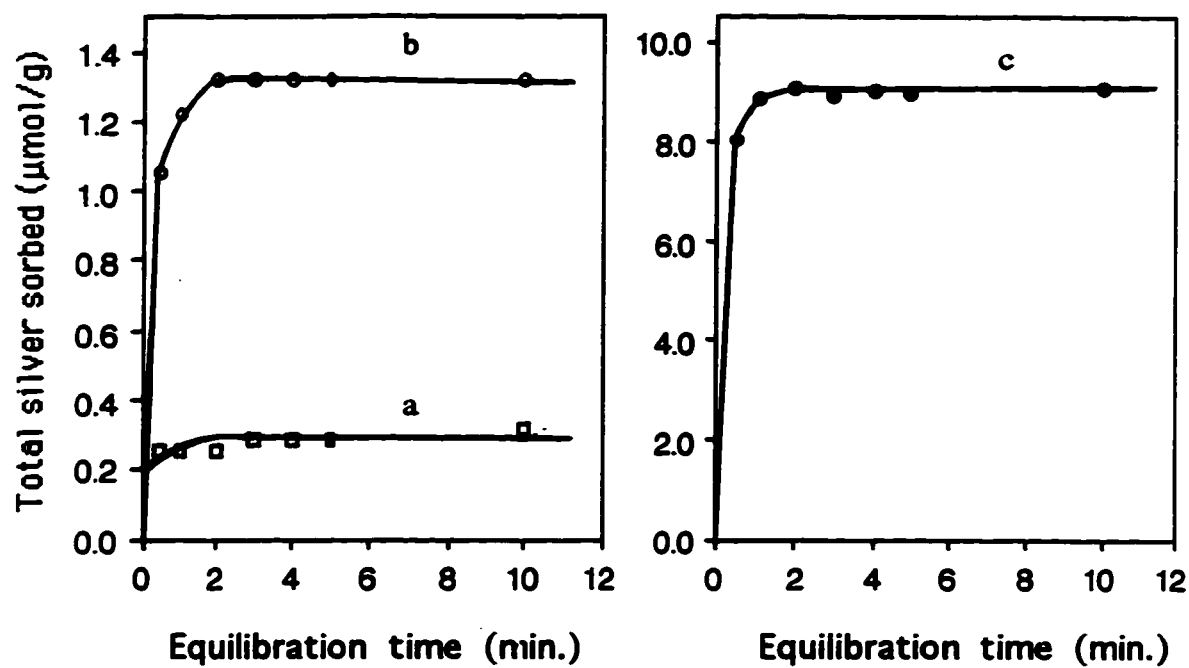 Total silver sorbed (μmol/g)
1.4
1.2
1.0
0.8
0.6
0.4
0.2
0.0
b
a
0 2 4 6 8 10 12
Equilibration time (min.)
10.0
8.0
6.0
4.0
2.0
0.0
c
0 2 4 6 8 10 12
Equilibration time (min.)